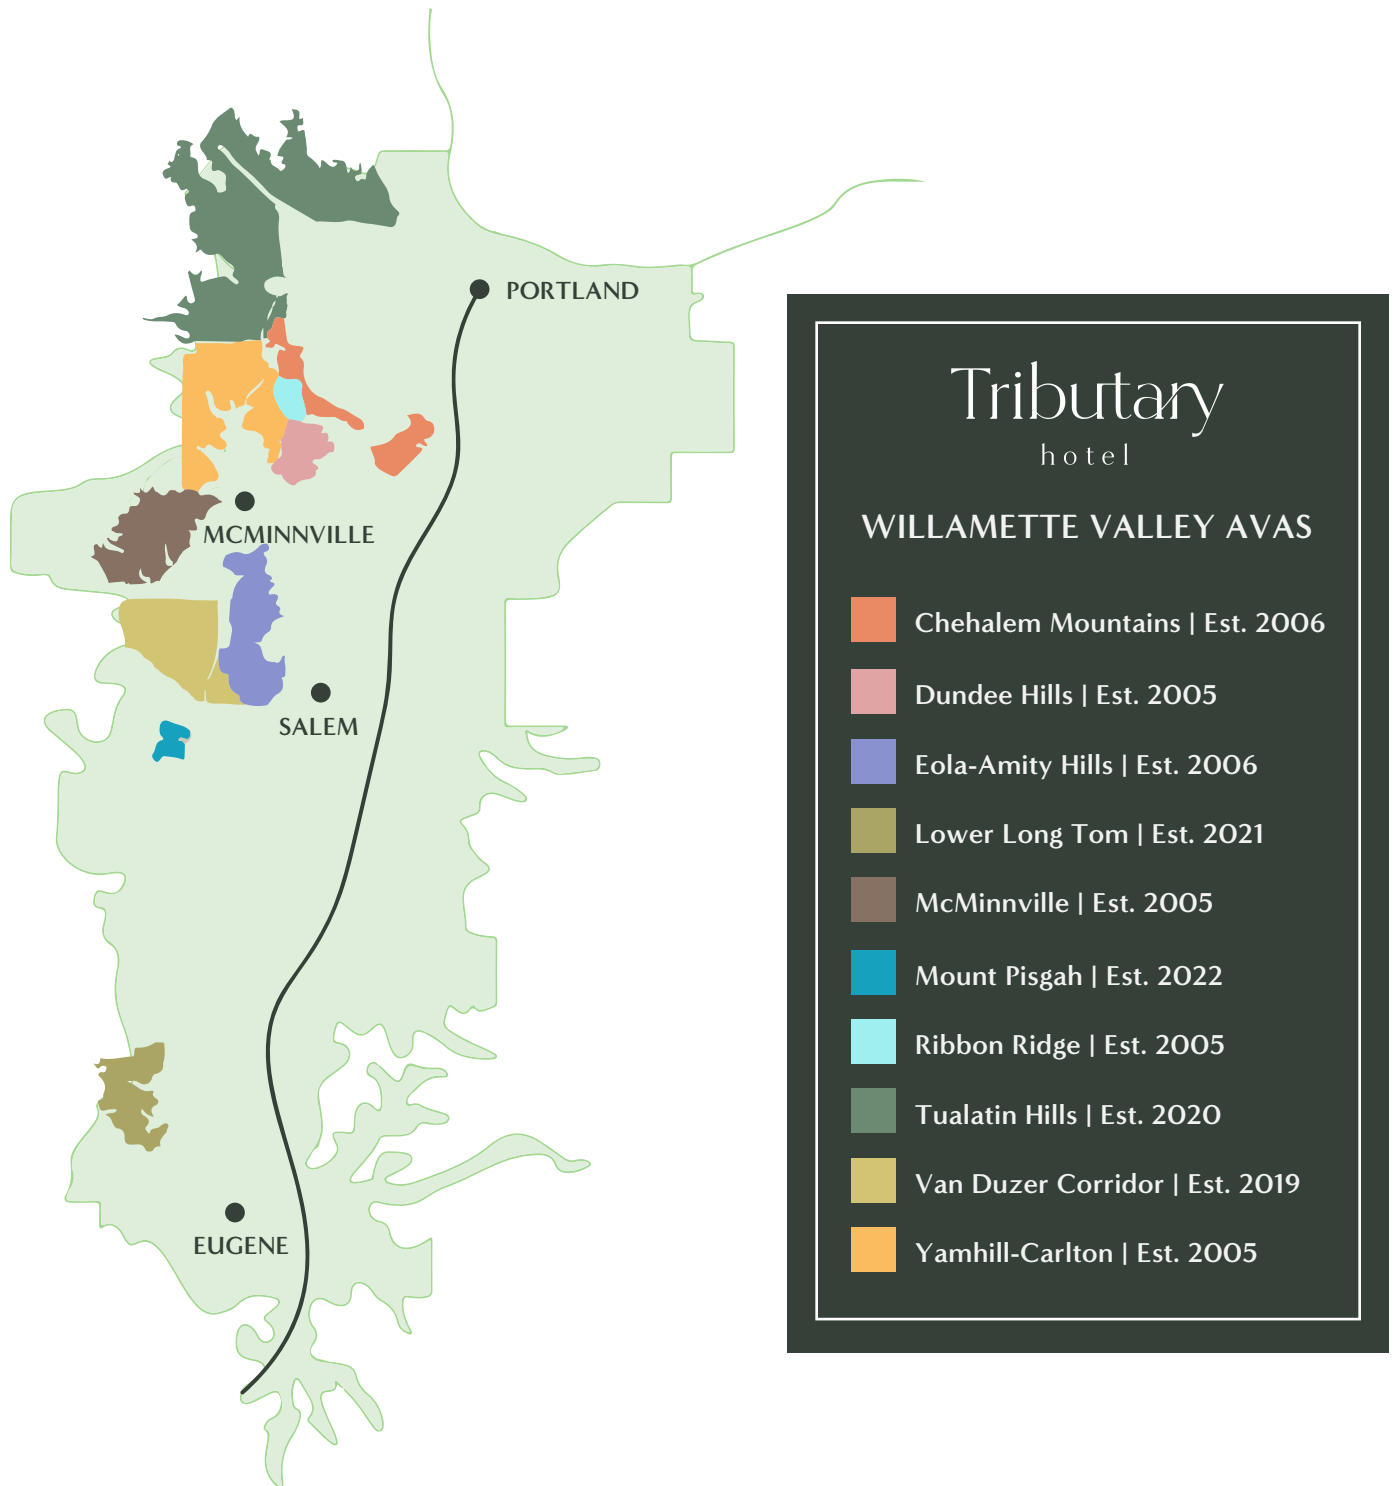 PORTLAND
MCMINNVILLE
SALEM
EUGENE
Tributary
hotel
WILLAMETTE VALLEY AVAS
Chehalem Mountains | Est. 2006
Dundee Hills | Est. 2005
Eola-Amity Hills | Est. 2006
Lower Long Tom | Est. 2021
McMinnville | Est. 2005
Mount Pisgah | Est. 2022
Ribbon Ridge | Est. 2005
Tualatin Hills | Est. 2020
Van Duzer Corridor | Est. 2019
Yamhill-Carlton | Est. 2005